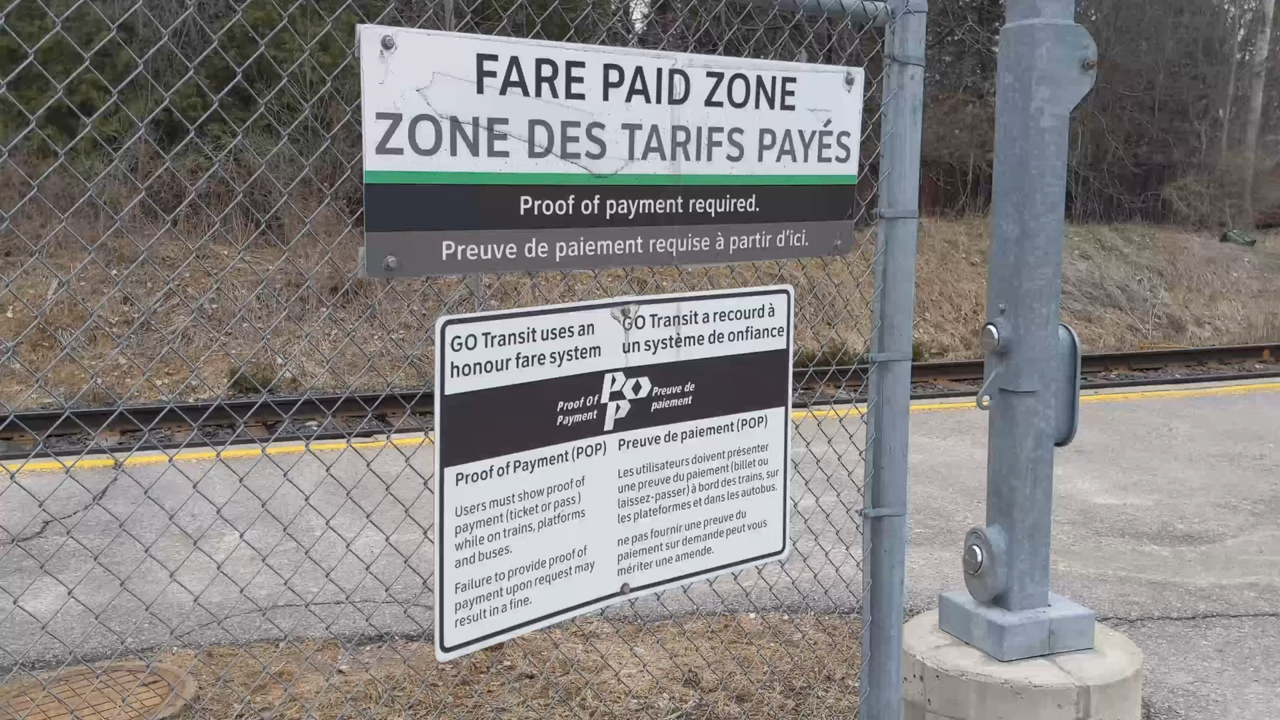 FARE PAID ZONE
ZONE DES TARIFS PAYÉS
Proof of payment required.
Preuve de paiement requise à partir d'ici.
GO Transit uses an
honour fare system
GO Transit a recourd à
un système de onfiance
Proof Of
Payment
POP
Preuve de
paiement
Proof of Payment (POP)
Users must show proof of
payment (ticket or pass)
while on trains, platforms
and buses.
Failure to provide proof of
payment upon request may
result in a fine.
Preuve de paiement (POP)
Les utilisateurs doivent présenter
une preuve du paiement (billet ou
laissez-passer) à bord des trains, sur
les plateformes et dans les autobus.
ne pas fournir une preuve du
paiement sur demande peut vous
mériter une amende.